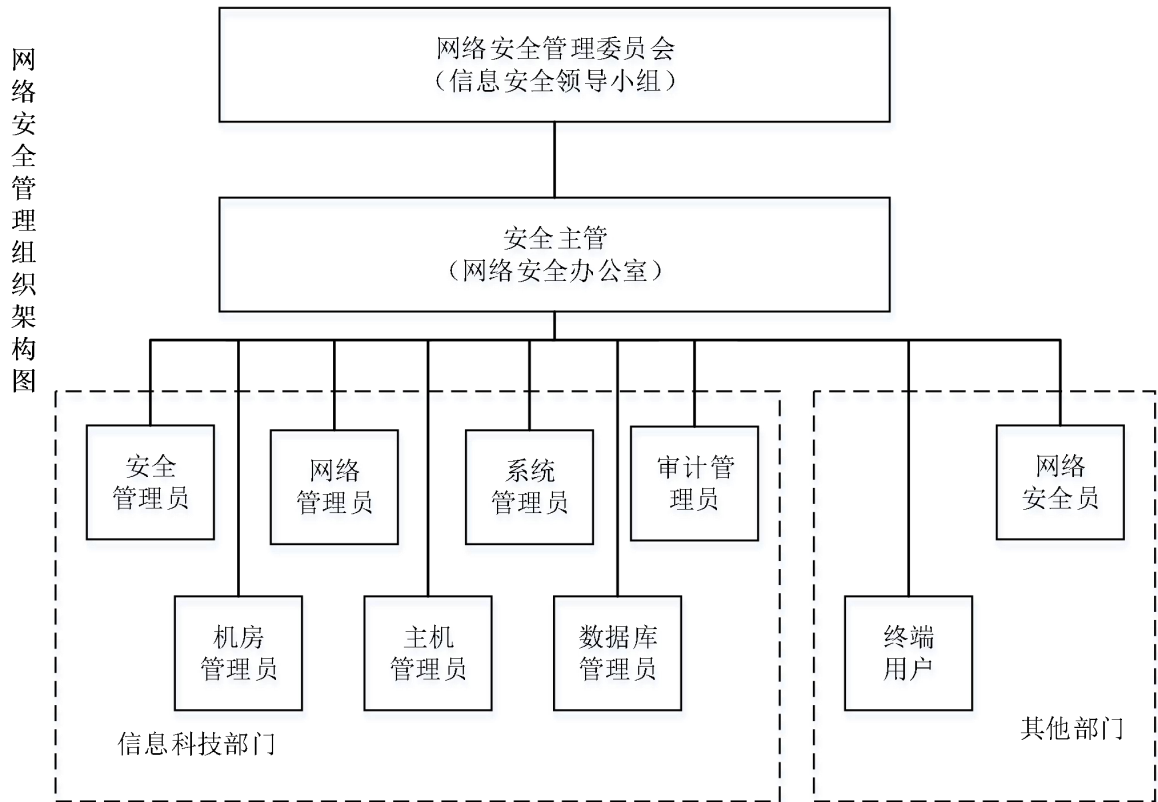 网络安全管理组织架构图
网络安全管理委员会
（信息安全领导小组）
安全主管
（网络安全办公室）
安全
管理员
网络
管理员
系统
管理员
审计管
理员
网络
安全员
机房
管理员
主机
管理员
数据库
管理员
终端
用户
信息科技部门
其他部门